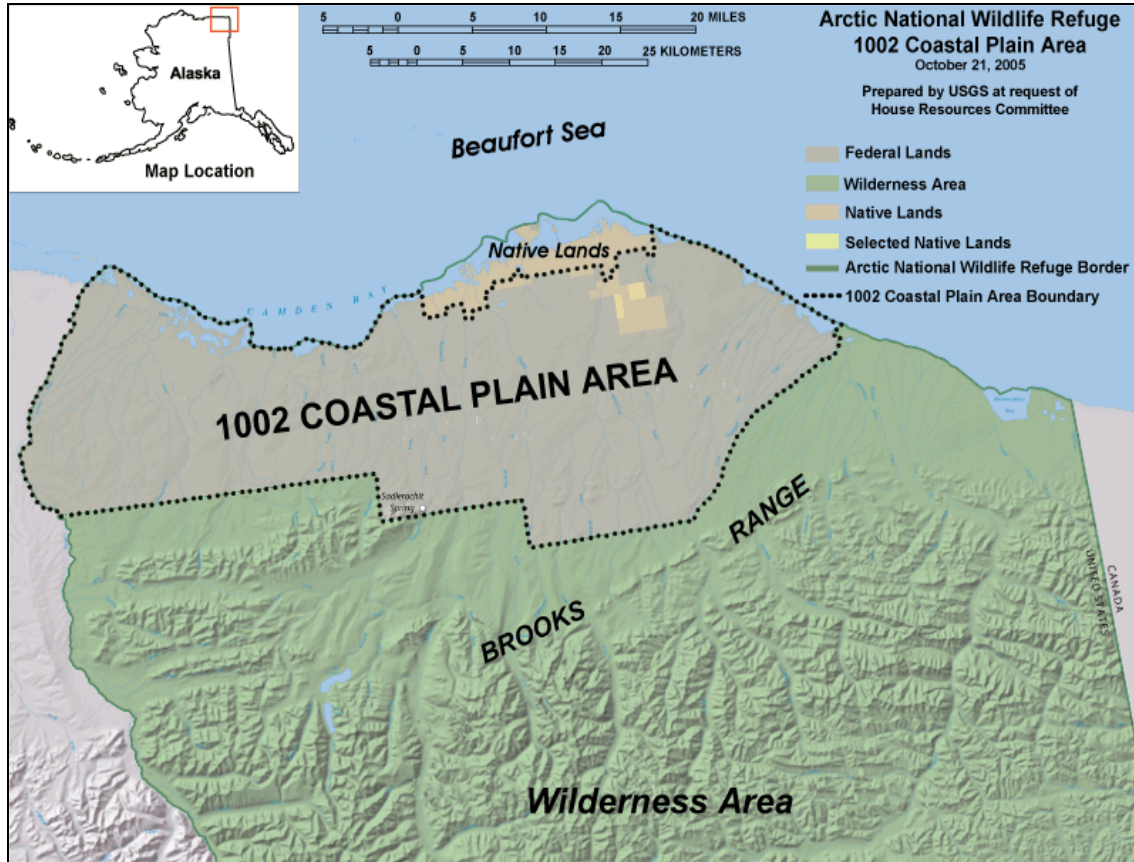 Alaska
Map Location
5 0 5 10 15 20 MILES
5 0 5 10 15 20 25 KILOMETERS
Arctic National Wildlife Refuge
1002 Coastal Plain Area
October 21, 2005
Prepared by USGS at request of
House Resources Committee
Federal Lands
Wilderness Area
Native Lands
Selected Native Lands
Arctic National Wildlife Refuge Border
1002 Coastal Plain Area Boundary
Beaufort Sea
Native Lands
CAMDEN BAY
1002 COASTAL PLAIN AREA
Sadlerochit
Spring
BROOKS
RANGE
CANADA
UNITED STATES
Wilderness Area